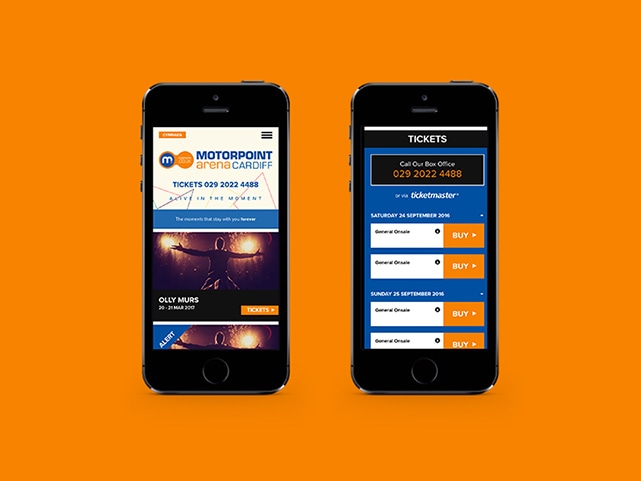 CYMRAEG
m
MOTORPOINT
arena CARDIFF
TICKETS 029 2022 4488
ALIVE IN THE MOMENT
The moments that stay with you forever
OLLY MURS
20 - 21 MAR 2017
TICKETS
ALERT
TICKETS
Call Our Box Office
029 2022 4488
or via ticketmaster
SATURDAY 24 SEPTEMBER 2016
General Onsale
BUY
General Onsale
BUY
SUNDAY 25 SEPTEMBER 2016
General Onsale
BUY
General Onsale
BUY